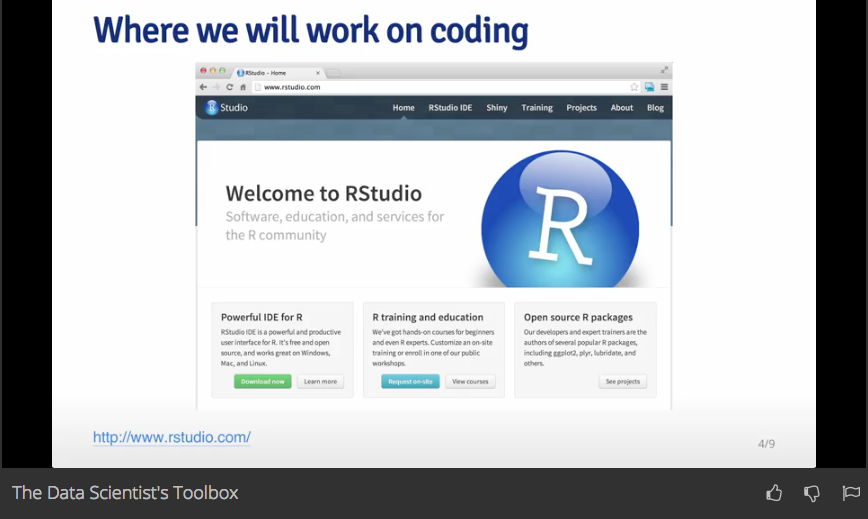 Where we will work on coding
RStudio - Home
www.rstudio.com
R Studio
Home RStudio IDE Shiny Training Projects About Blog
Welcome to RStudio
Software, education, and services for
the R community
R
Powerful IDE for R
RStudio IDE is a powerful and productive
user interface for R. It's free and open
source, and works great on Windows,
Mac, and Linux.
Download now Learn more
R training and education
We've got hands-on courses for beginners
and even R experts. Customize an on-site
training or enroll in one of our public
workshops.
Request on-site View courses
Open source R packages
Our developers and expert trainers are the
authors of several popular R packages,
including ggplot2, plyr, lubridate, and
others.
See projects
http://www.rstudio.com/
4/9
The Data Scientist's Toolbox